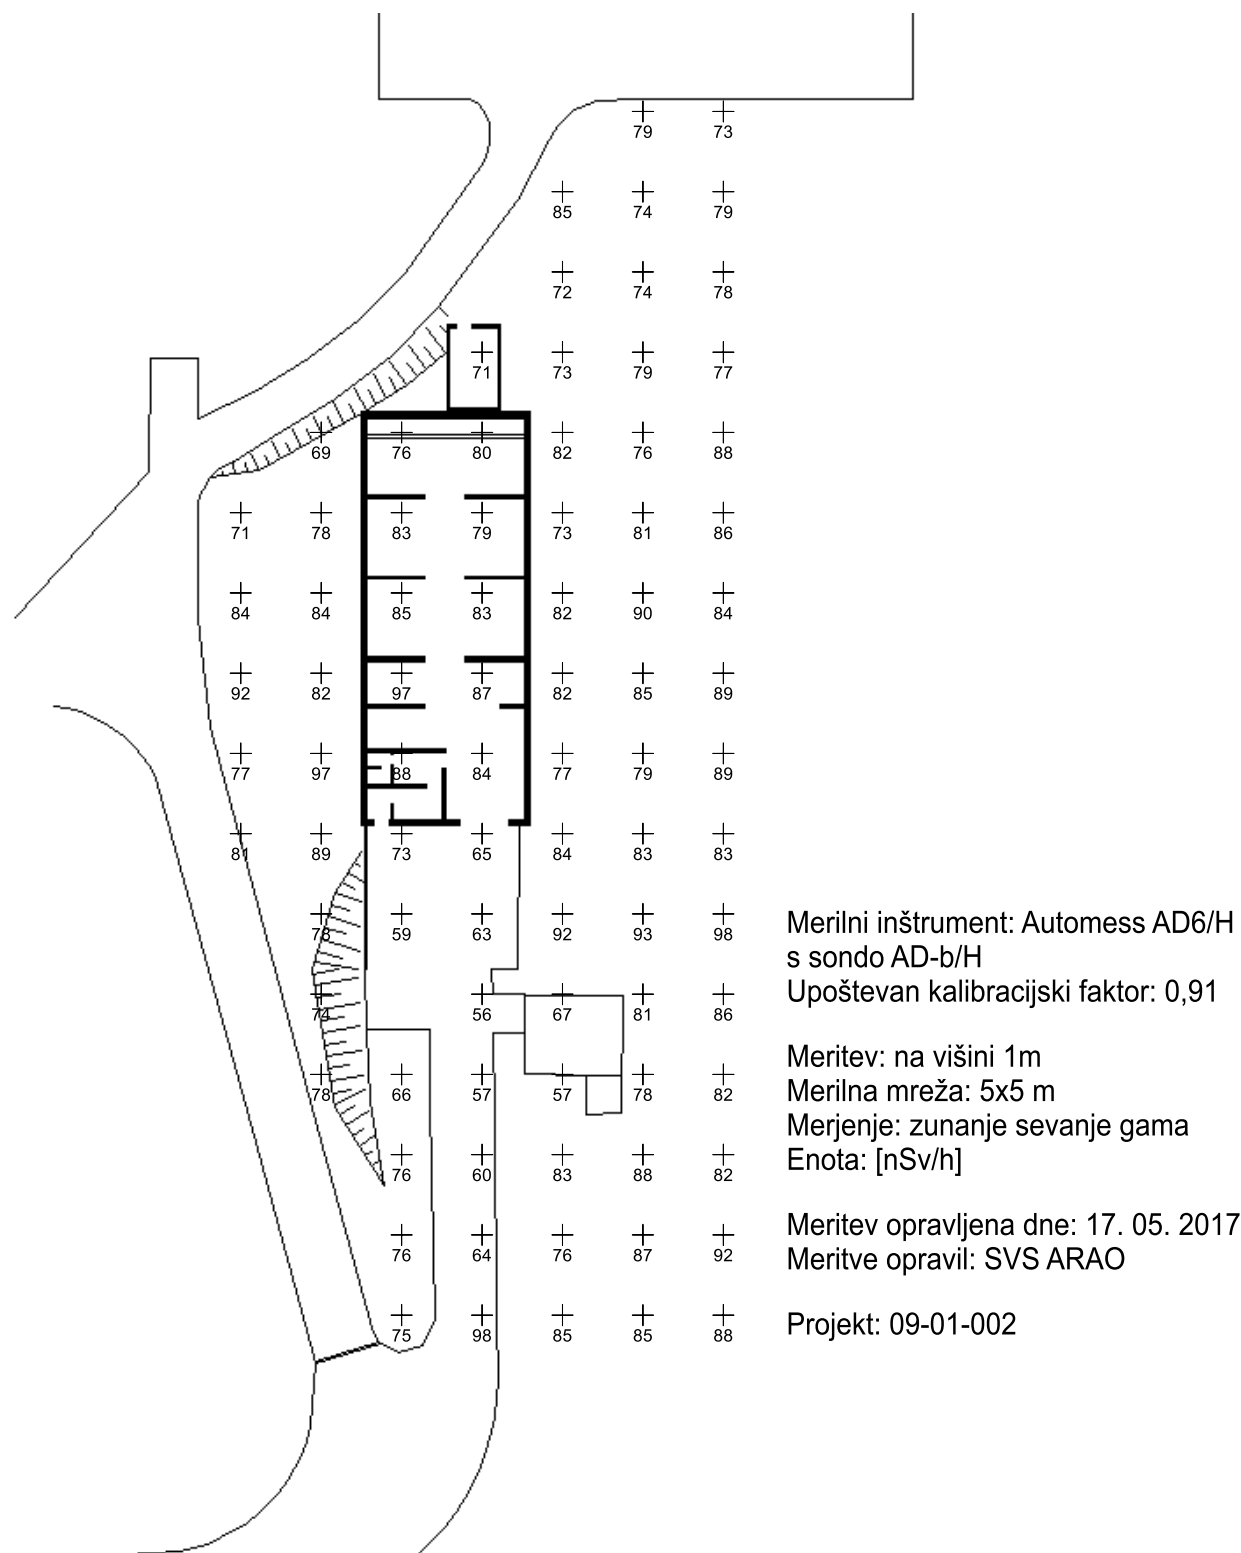 79 73
85 74 79
72 74 78
71 73 79 77
69 76 80 82 76 88
71 78 83 79 73 81 86
84 84 85 83 82 90 84
92 82 97 87 82 85 89
77 97 88 84 77 79 89
81 89 73 65 84 83 83
78 59 63 92 93 98
74 56 67 81 86
78 66 57 57 78 82
76 60 83 88 82
76 64 76 87 92
75 98 85 85 88
Merilni inštrument: Automess AD6/H
s sondo AD-b/H
Upoštevan kalibracijski faktor: 0,91
Meritev: na višini 1m
Merilna mreža: 5x5 m
Merjenje: zunanje sevanje gama
Enota: [nSv/h]
Meritev opravljena dne: 17. 05. 2017
Meritve opravil: SVS ARAO
Projekt: 09-01-002